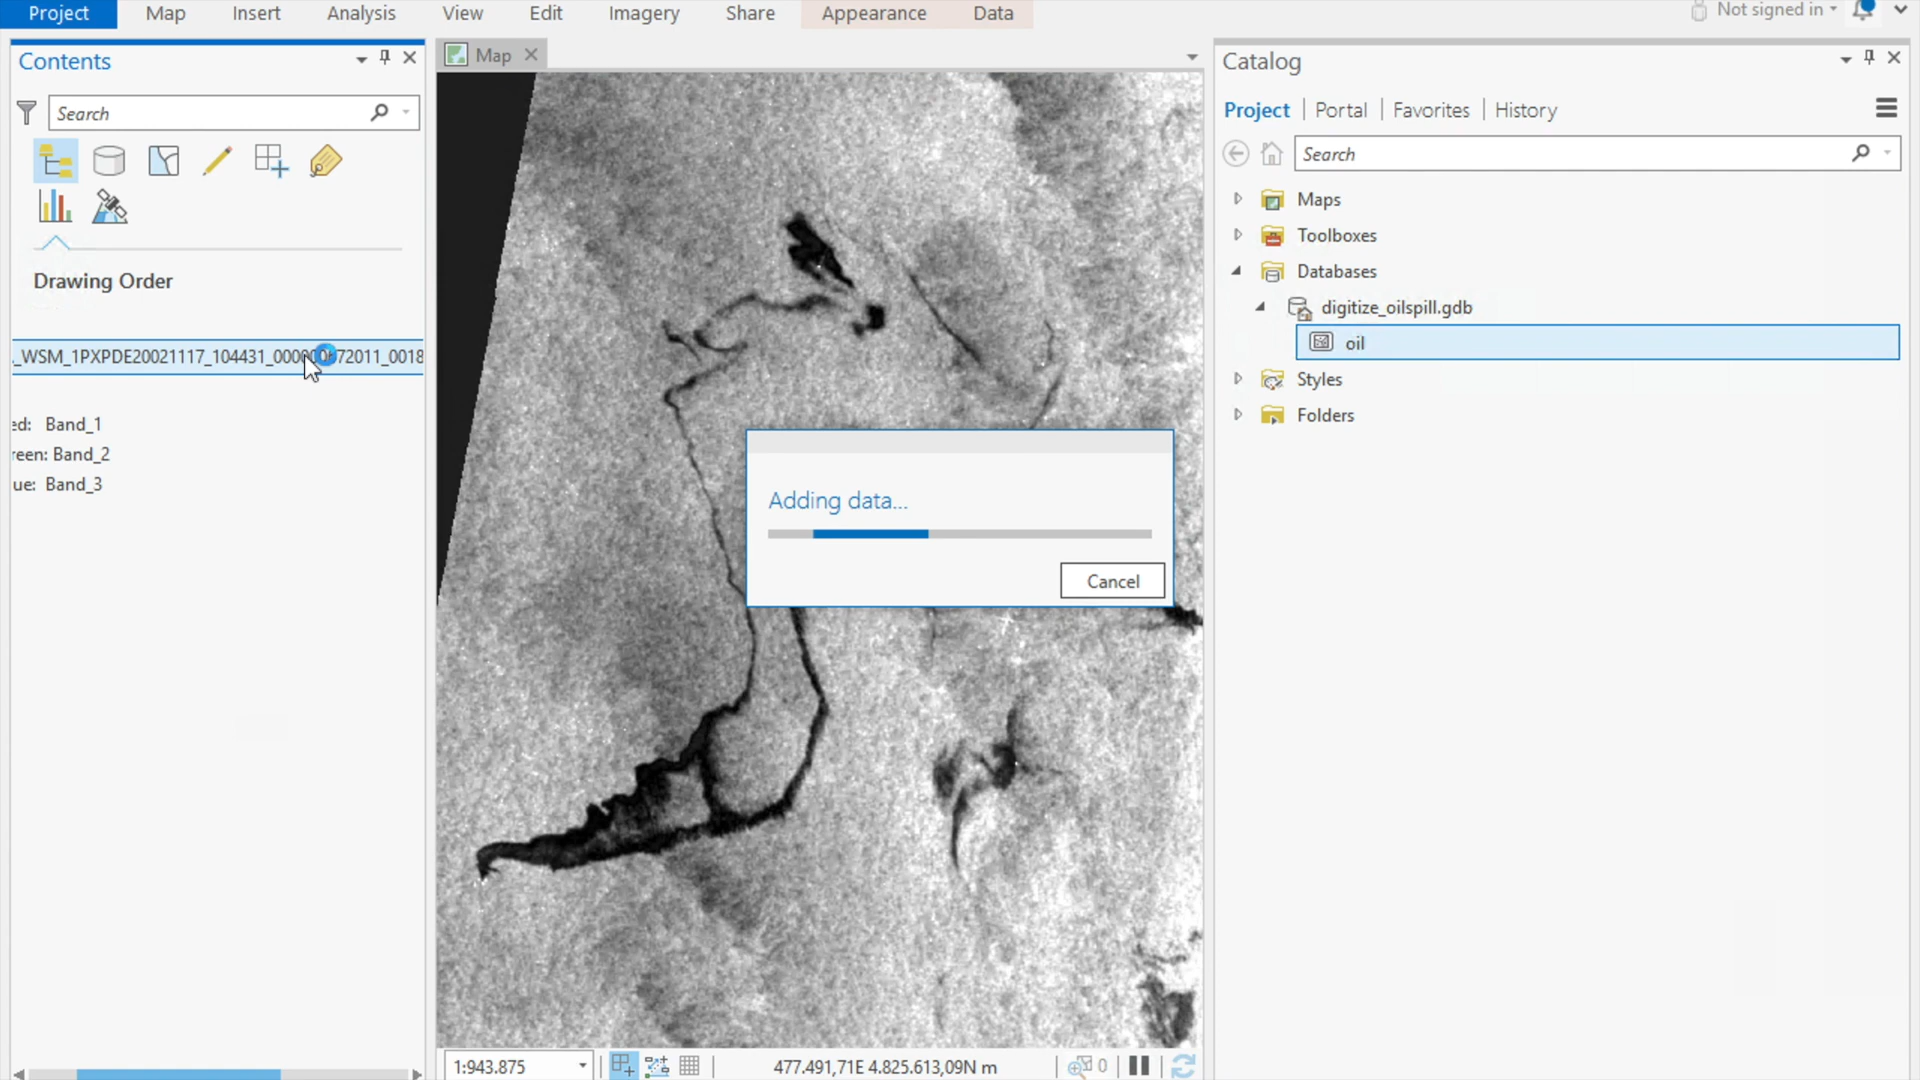 Project Map Insert Analysis View Edit Imagery Share Appearance Data Not signed in
Contents
Search
Drawing Order
_WSM_1PXPDE20021117_104431_0000 72011_0018
ed: Band_1
reen: Band_2
ue: Band_3
Map
Adding data...
Cancel
1:943.875
477.491,71E 4.825.613,09N m
0
Catalog
Project Portal Favorites History
Search
Maps
Toolboxes
Databases
digitize_oilspill.gdb
oil
Styles
Folders